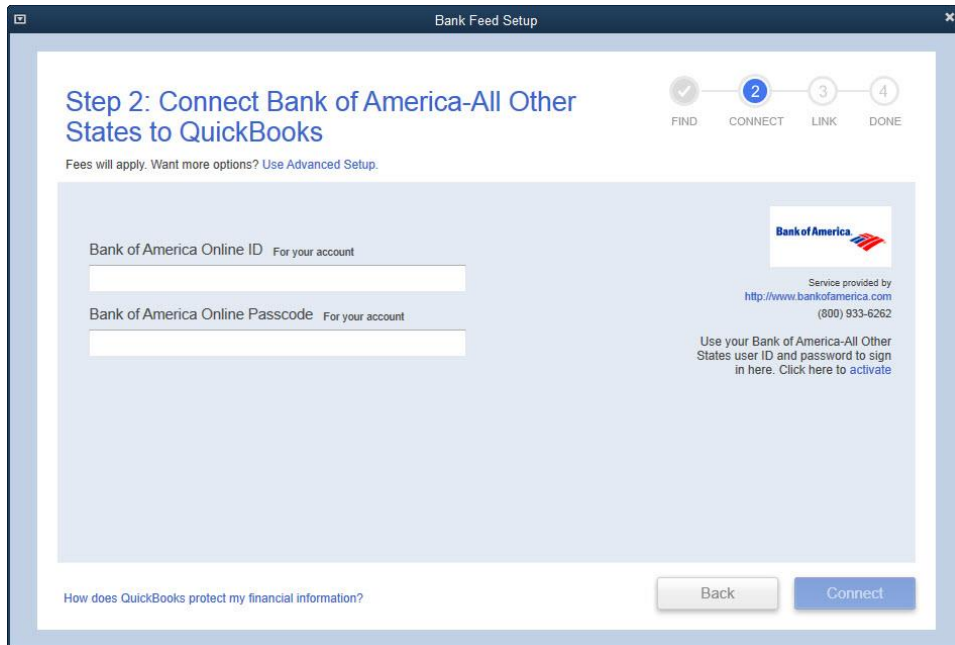 Bank Feed Setup
Step 2: Connect Bank of America-All Other
States to QuickBooks
2
3
4
FIND
CONNECT
LINK
DONE
Fees will apply. Want more options? Use Advanced Setup.
Bank of America Online ID For your account
Bank of America Online Passcode For your account
Bank of America
Service provided by
http://www.bankofamerica.com
(800) 933-6262
Use your Bank of America-All Other
States user ID and password to sign
in here. Click here to activate
How does QuickBooks protect my financial information?
Back
Connect